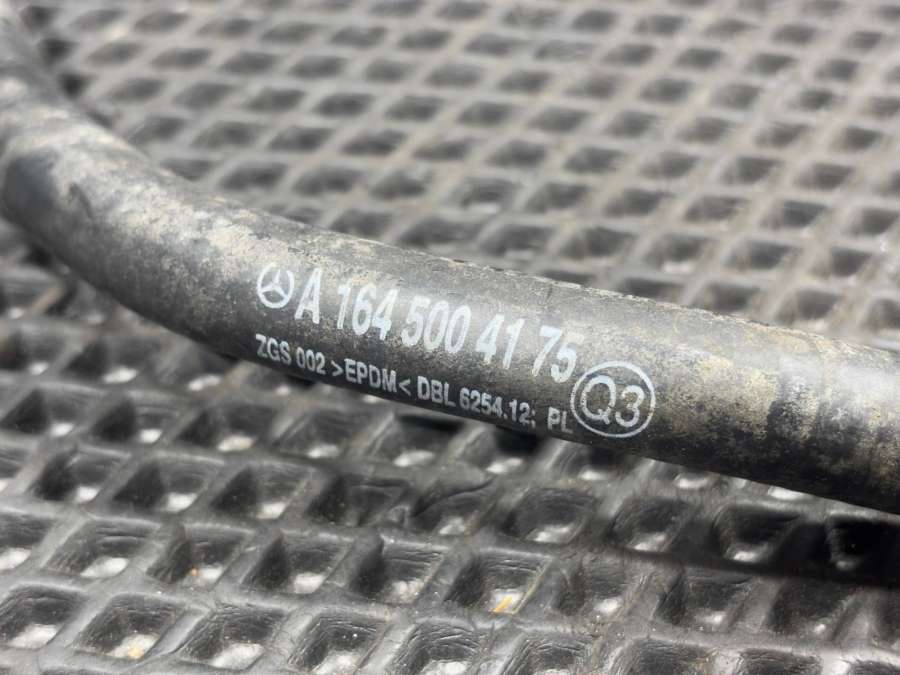 A 164 500 41 75
ZGS 002 >EPDM< DBL 6254.12; PL
Q3